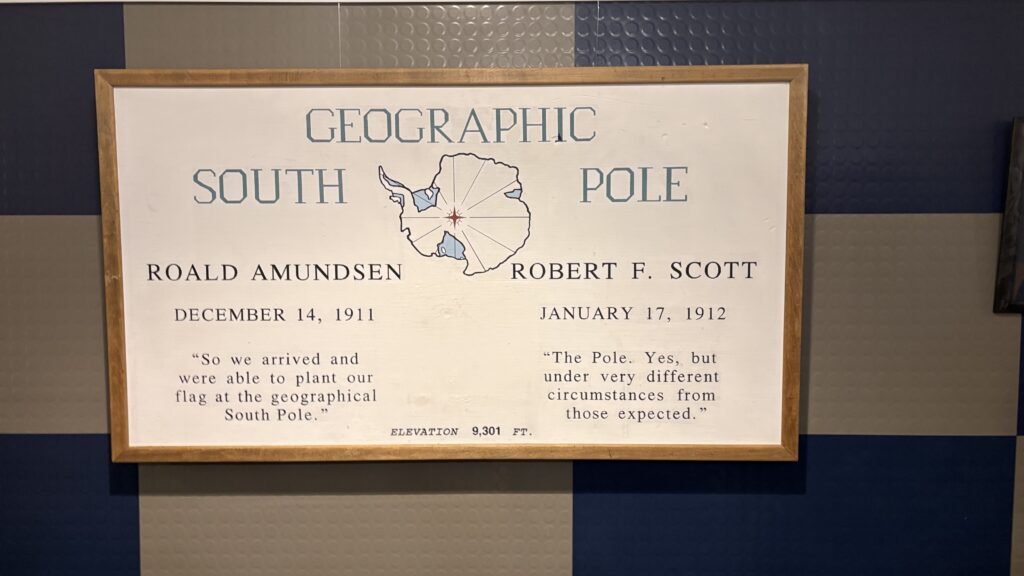 GEOGRAPHIC
SOUTH POLE
ROALD AMUNDSEN
DECEMBER 14, 1911
“So we arrived and
were able to plant our
flag at the geographical
South Pole.”
ROBERT F. SCOTT
JANUARY 17, 1912
“The Pole. Yes, but
under very different
circumstances from
those expected.”
ELEVATION 9,301 FT.